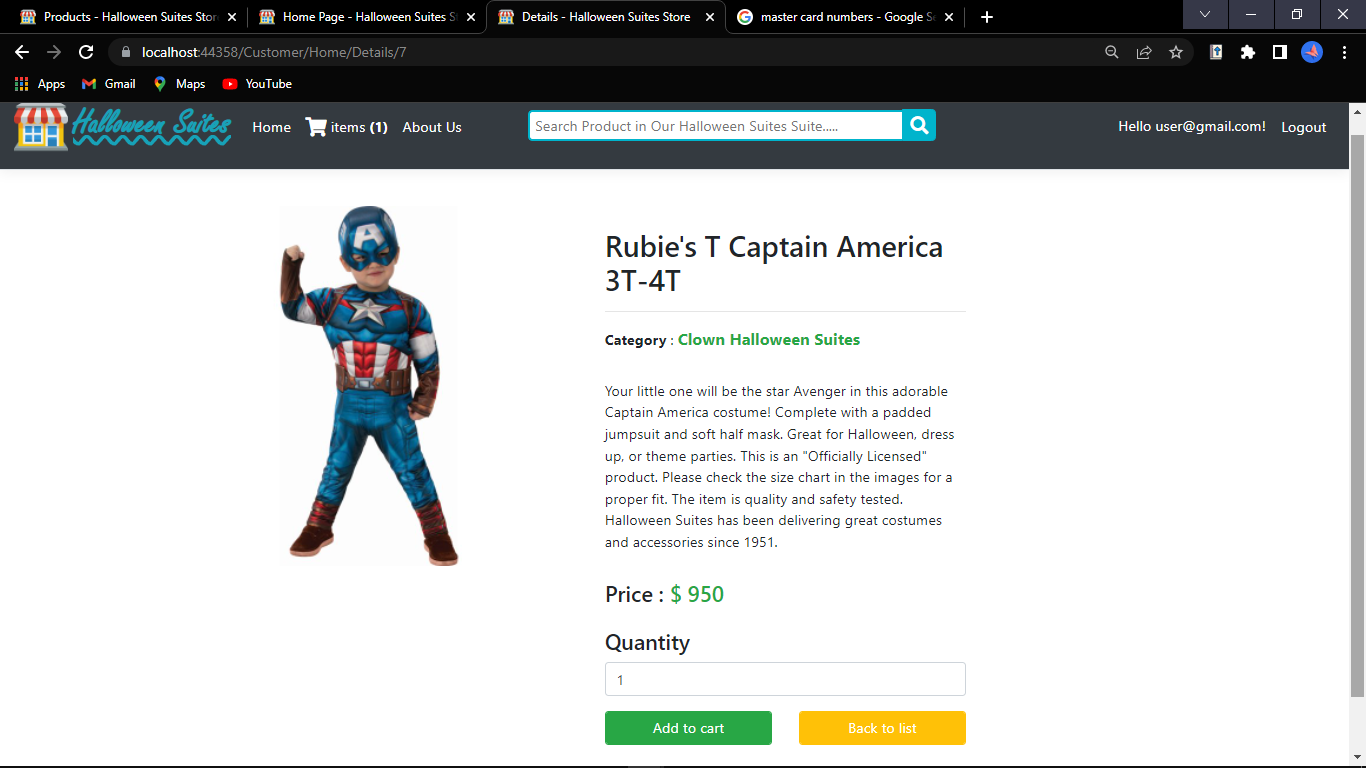 Products - Halloween Suites Stor
Home Page - Halloween Suites S
Details - Halloween Suites Store
master card numbers - Google Se
localhost:44358/Customer/Home/Details/7
Apps
Gmail
Maps
YouTube
Halloween Suites
Home
items (1)
About Us
Search Product in Our Halloween Suites Suite.....
Hello user@gmail.com!
Logout
Rubie's T Captain America
3T-4T
Category : Clown Halloween Suites
Your little one will be the star Avenger in this adorable
Captain America costume! Complete with a padded
jumpsuit and soft half mask. Great for Halloween, dress
up, or theme parties. This is an "Officially Licensed"
product. Please check the size chart in the images for a
proper fit. The item is quality and safety tested.
Halloween Suites has been delivering great costumes
and accessories since 1951.
Price : $ 950
Quantity
1
Add to cart
Back to list